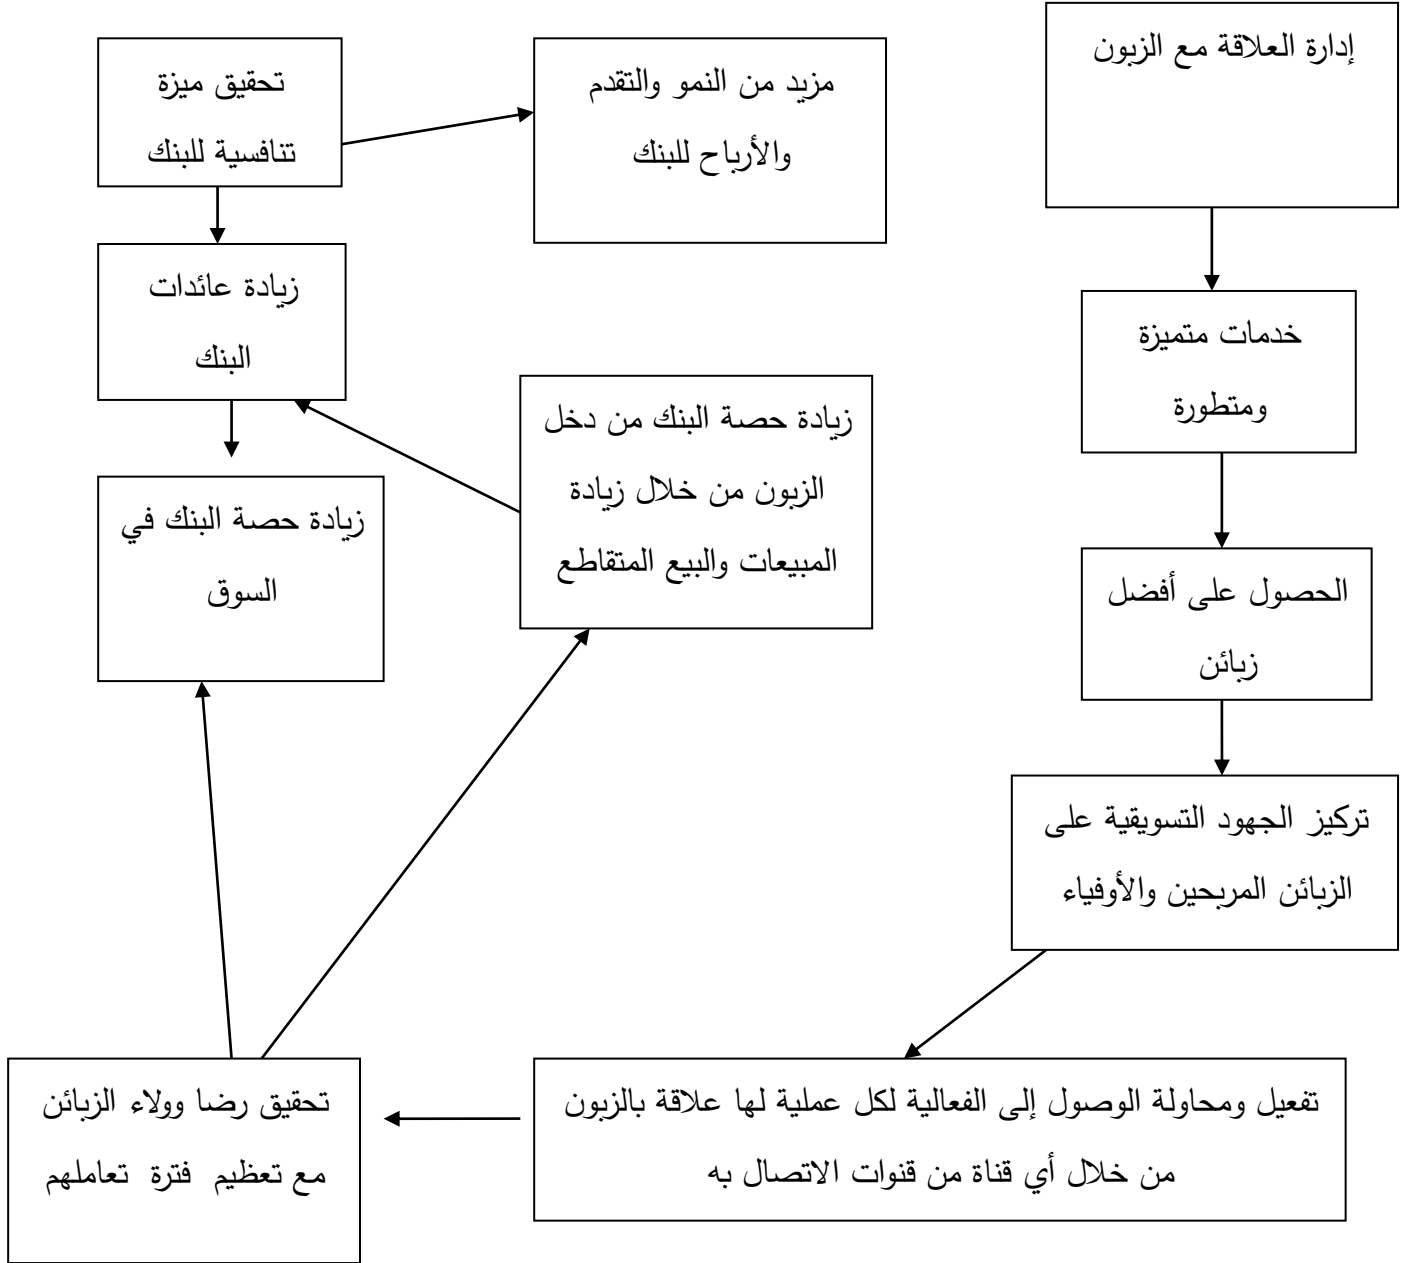 إدارة العلاقة مع الزبون
خدمات متميزة
ومتطورة
الحصول على أفضل
زبائن
تركيز الجهود التسويقية على
الزبائن المربحين والأوفياء
تفعيل ومحاولة الوصول إلى الفعالية لكل عملية لها علاقة بالزبون
من خلال أي قناة من قنوات الاتصال به
تحقيق رضا وولاء الزبائن
مع تعظيم فترة تعاملهم
زيادة حصة البنك من دخل
الزبون من خلال زيادة
المبيعات والبيع المتقاطع
زيادة حصة البنك في
السوق
زيادة عائدات
البنك
تحقيق ميزة
تنافسية للبنك
مزيد من النمو والتقدم
والأرباح للبنك